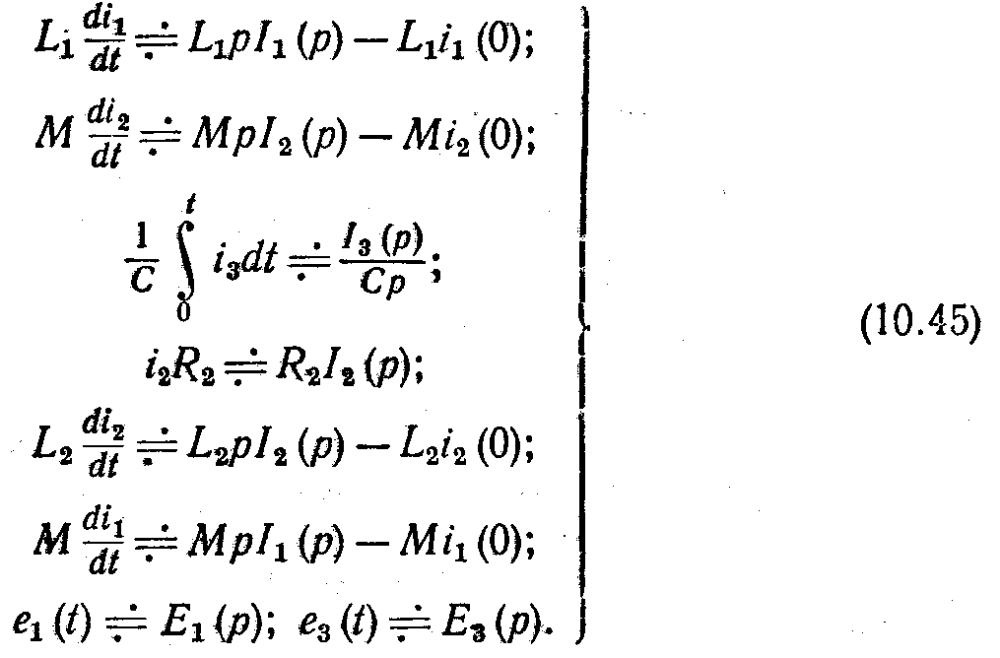 L₁ di₁/dt ≓ L₁pI₁(p) − L₁i₁(0);
M di₂/dt ≓ MpI₂(p) − Mi₂(0);
1/C ∫₀ᵗ i₃dt ≓ I₃(p)/Cp;
(10.45)
i₂R₂ ≓ R₂I₂(p);
L₂ di₂/dt ≓ L₂pI₂(p) − L₂i₂(0);
M di₁/dt ≓ MpI₁(p) − Mi₁(0);
e₁(t) ≓ E₁(p); e₃(t) ≓ E₃(p).